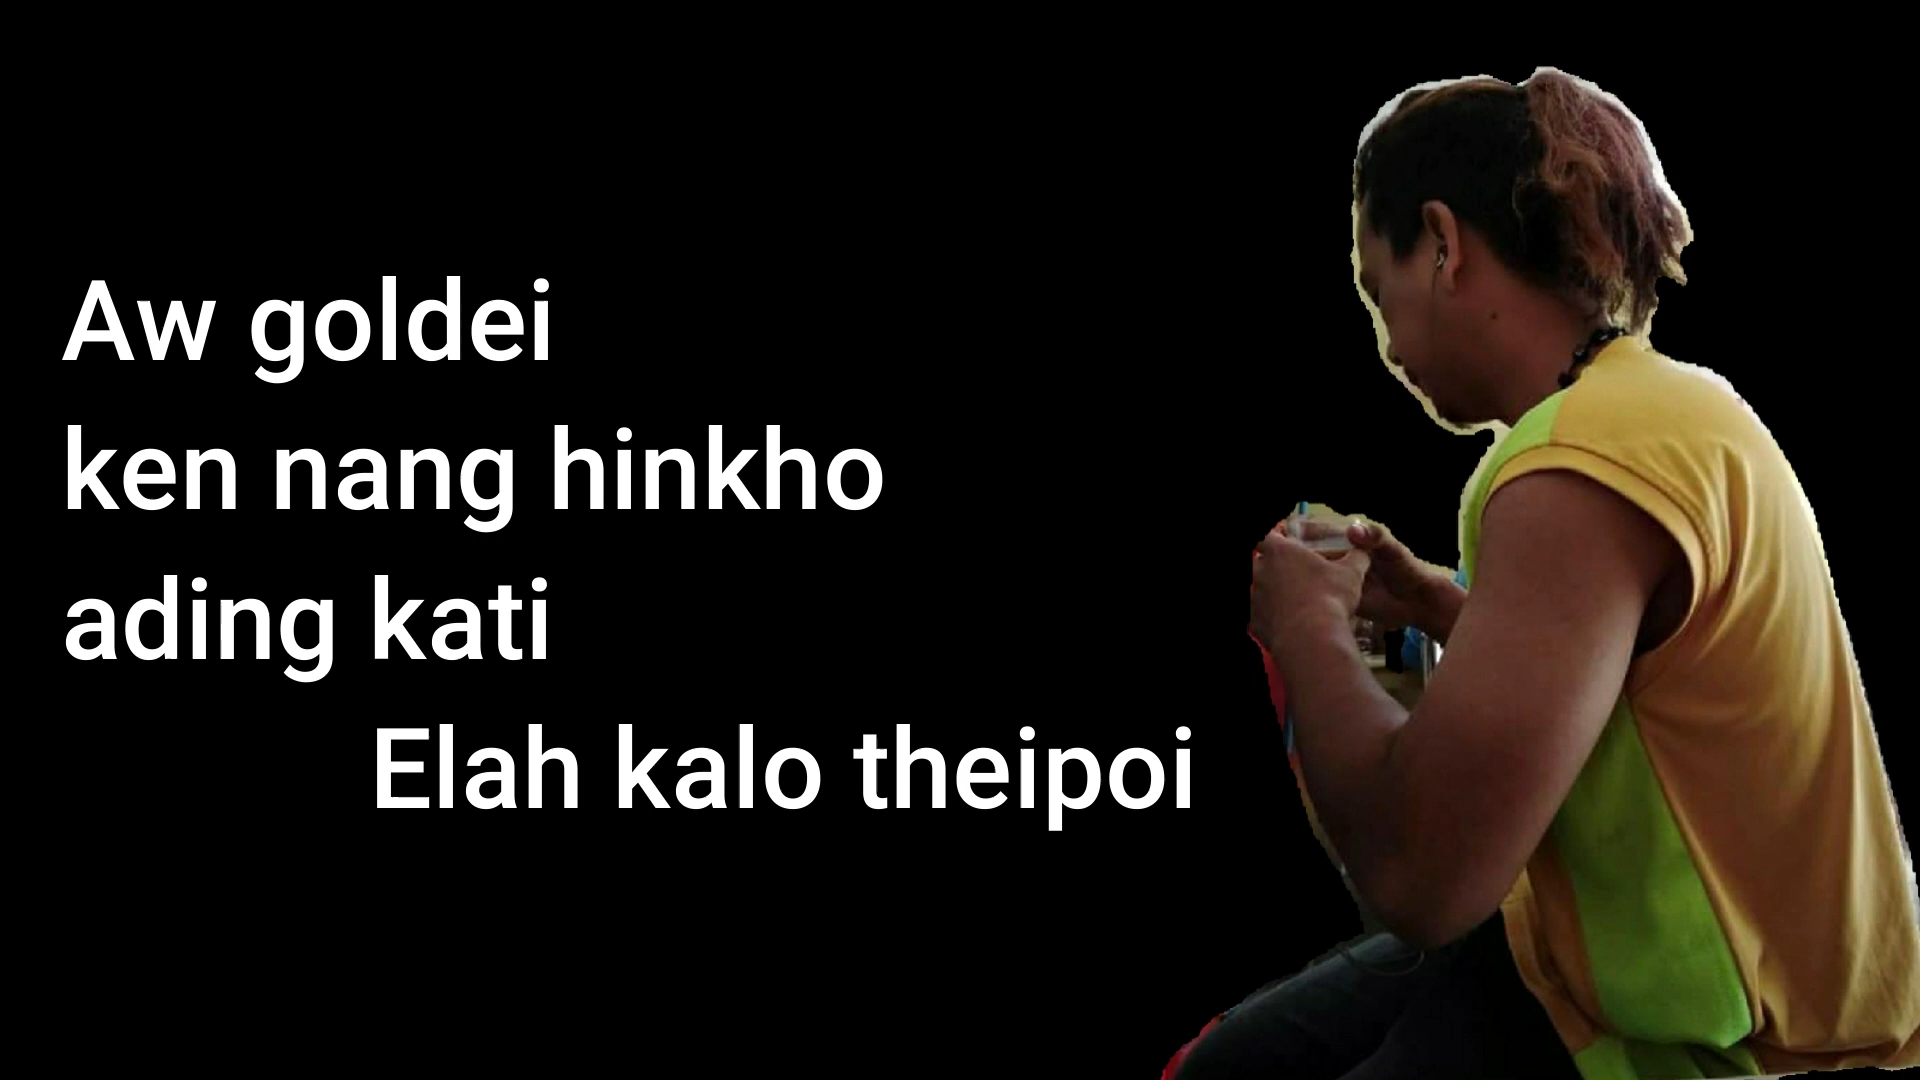 Aw goldei
ken nang hinkho
ading kati
Elah kalo theipoi